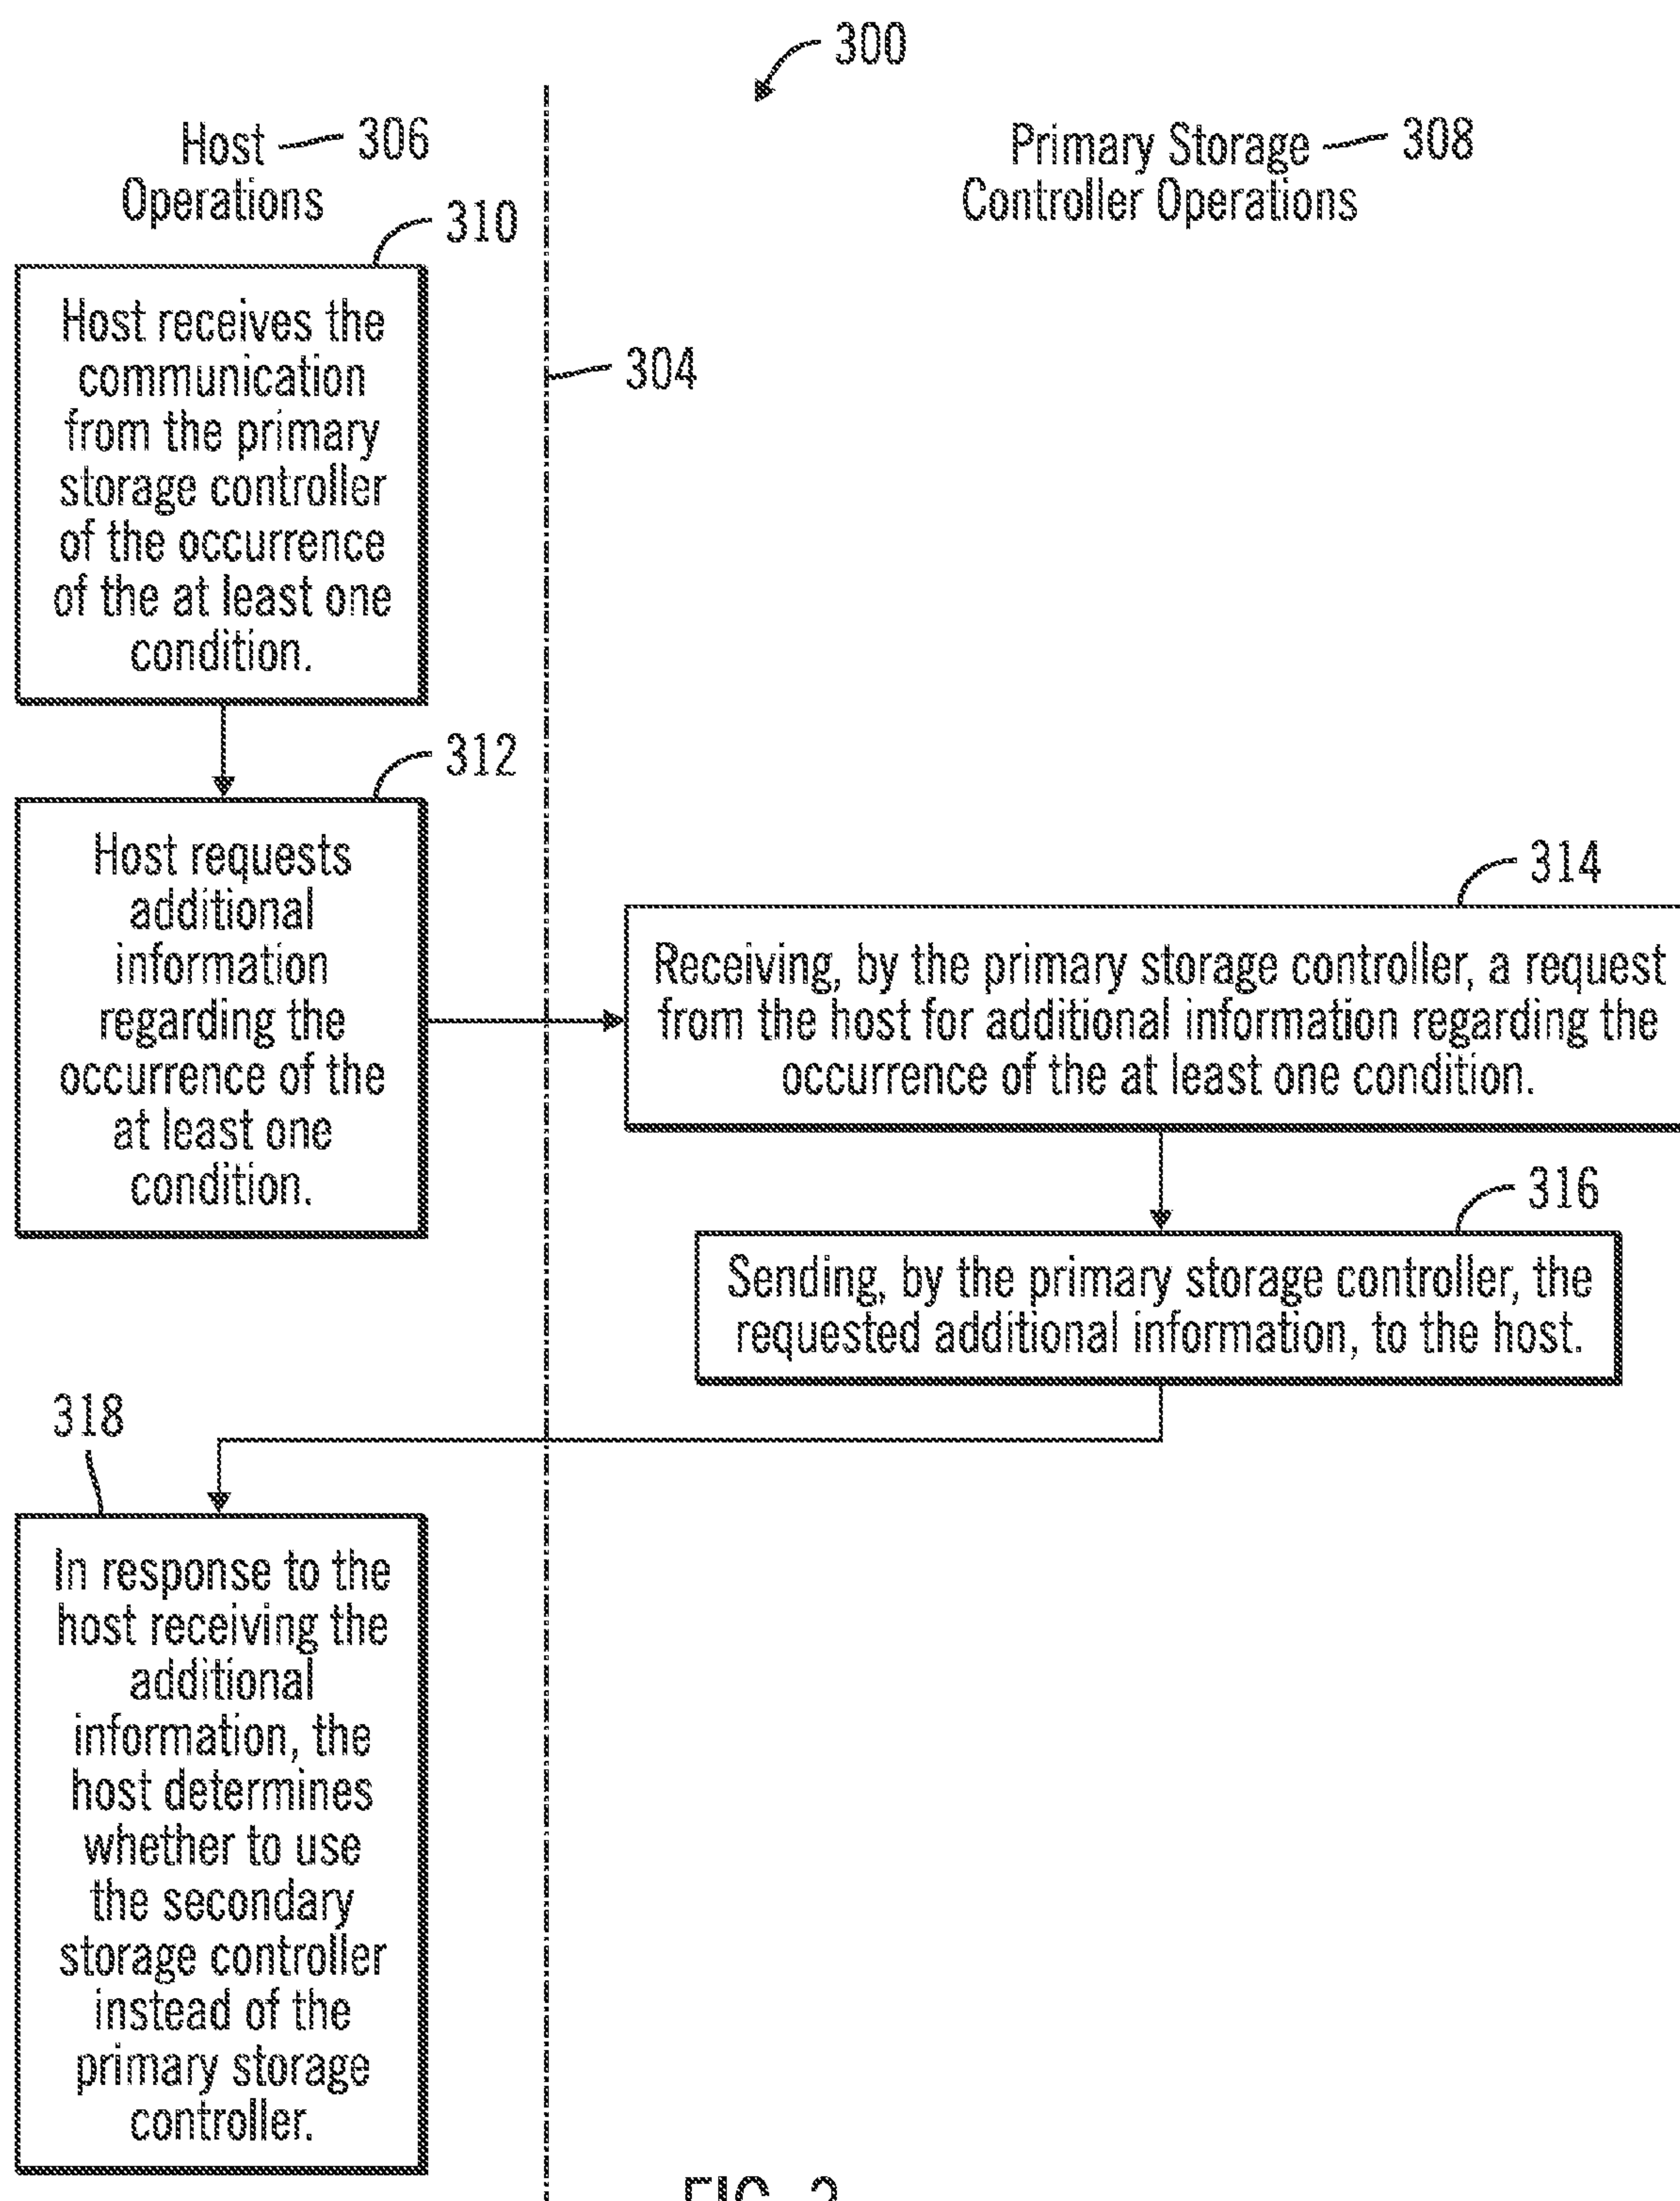 300
Host 306
Operations
Primary Storage 308
Controller Operations
310
Host receives the
communication
from the primary
storage controller
of the occurrence
of the at least one
condition.
304
312
Host requests
additional
information
regarding the
occurrence of the
at least one
condition.
314
Receiving, by the primary storage controller, a request
from the host for additional information regarding the
occurrence of the at least one condition.
316
Sending, by the primary storage controller, the
requested additional information, to the host.
318
In response to the
host receiving the
additional
information, the
host determines
whether to use
the secondary
storage controller
instead of the
primary storage
controller.
FIG.